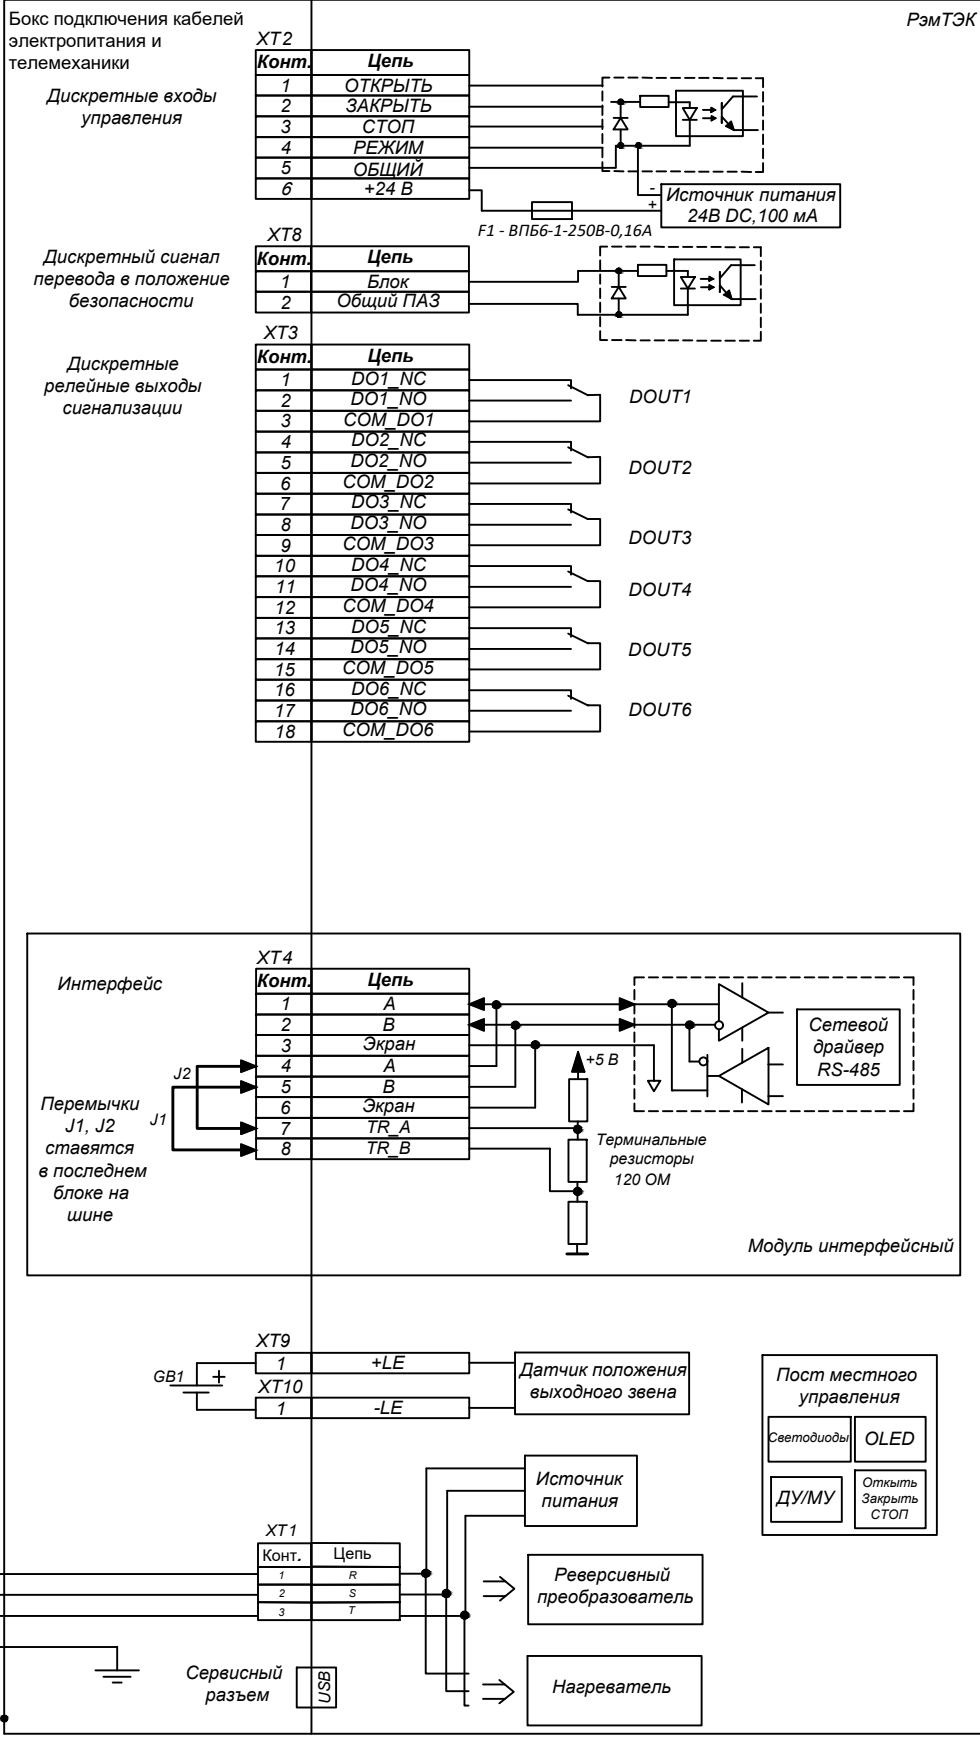 Бокс подключения кабелей
электропитания и
телемеханики
РэмТЭК
Дискретные входы
управления
XT2
Конт. Цепь
1 ОТКРЫТЬ
2 ЗАКРЫТЬ
3 СТОП
4 РЕЖИМ
5 ОБЩИЙ
6 +24 В
-
+
Источник питания
24В DC,100 мА
F1 - ВПБ6-1-250В-0,16А
Дискретный сигнал
перевода в положение
безопасности
XT8
Конт. Цепь
1 Блок
2 Общий ПАЗ
Дискретные
релейные выходы
сигнализации
XT3
Конт. Цепь
1 DO1_NC
2 DO1_NO
3 COM_DO1
4 DO2_NC
5 DO2_NO
6 COM_DO2
7 DO3_NC
8 DO3_NO
9 COM_DO3
10 DO4_NC
11 DO4_NO
12 COM_DO4
13 DO5_NC
14 DO5_NO
15 COM_DO5
16 DO6_NC
17 DO6_NO
18 COM_DO6
DOUT1
DOUT2
DOUT3
DOUT4
DOUT5
DOUT6
Интерфейс
XT4
Конт. Цепь
1 A
2 B
3 Экран
4 A
5 B
6 Экран
7 TR_A
8 TR_B
J2
J1
Перемычки
J1, J2
ставятся
в последнем
блоке на
шине
+5 В
Терминальные
резисторы
120 ОМ
Сетевой
драйвер
RS-485
Модуль интерфейсный
GB1
+
XT9
1 +LE
XT10
1 -LE
Датчик положения
выходного звена
Пост местного
управления
Светодиоды
OLED
ДУ/МУ
Откыть
Закрыть
СТОП
Источник
питания
XT1
Конт. Цепь
1 R
2 S
3 T
Реверсивный
преобразователь
Нагреватель
Сервисный
разъем
USB